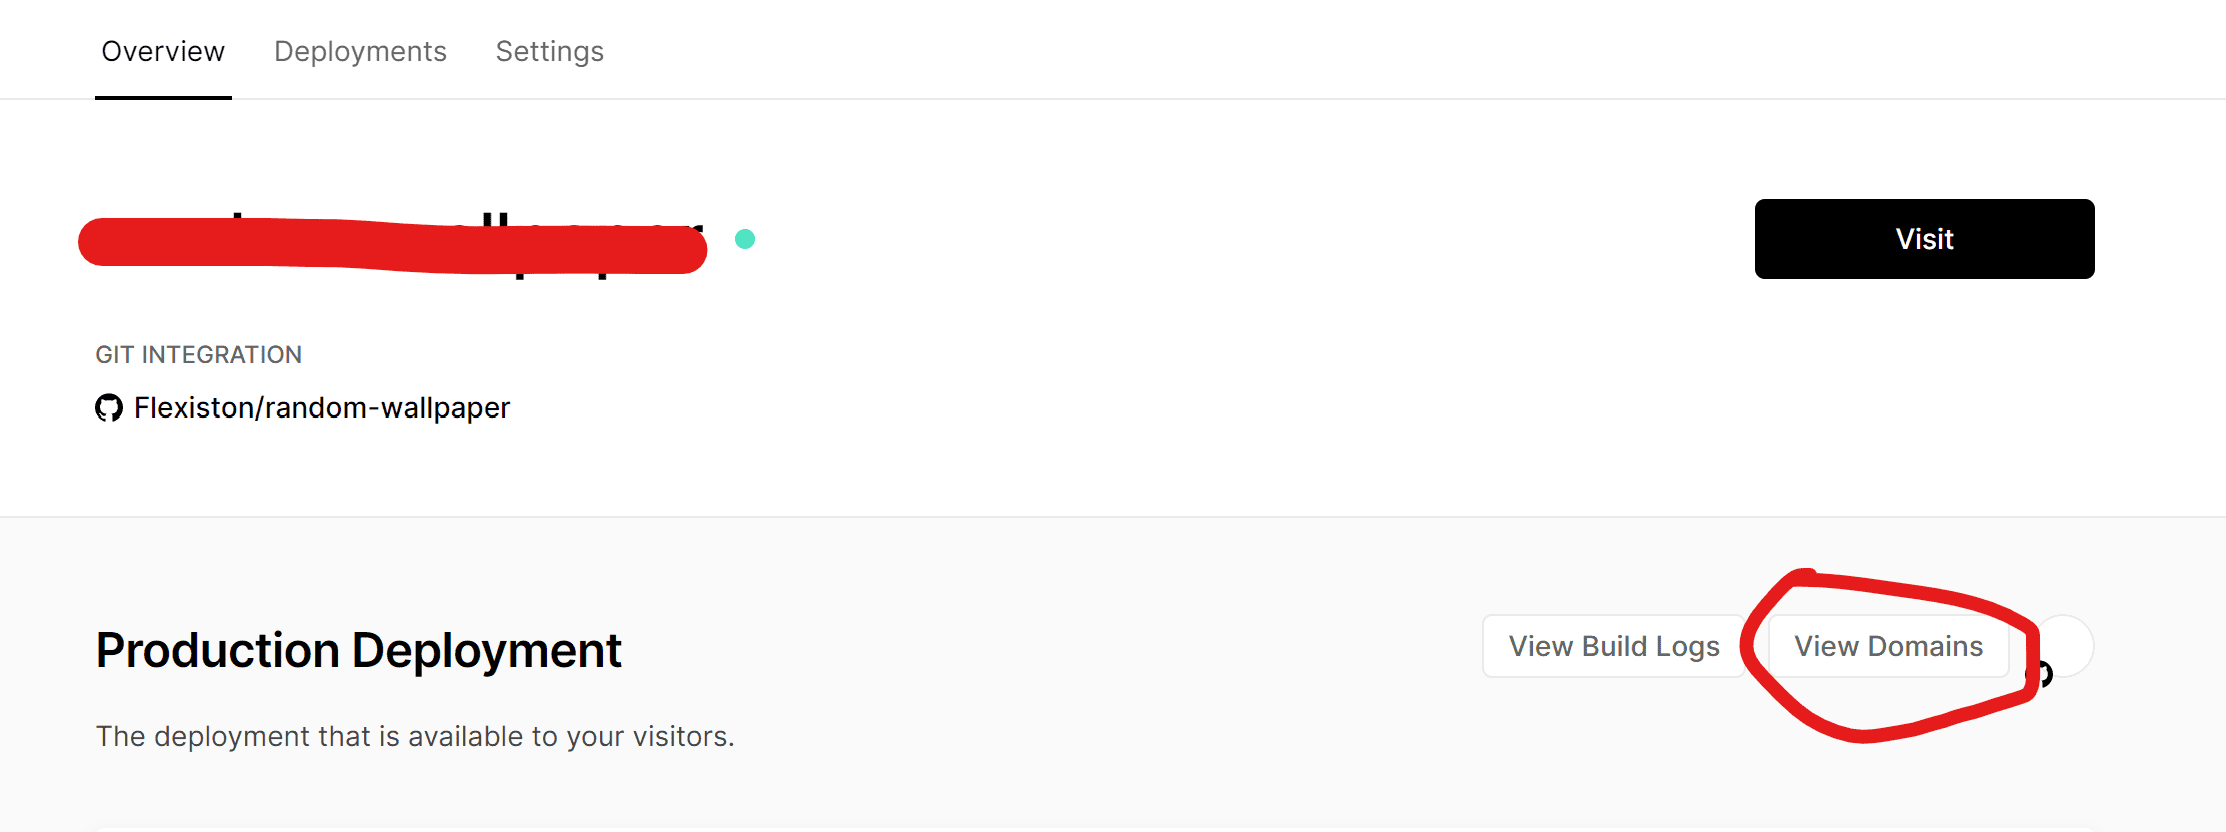 Overview Deployments Settings
Visit
GIT INTEGRATION
Flexiston/random-wallpaper
Production Deployment
View Build Logs View Domains
The deployment that is available to your visitors.